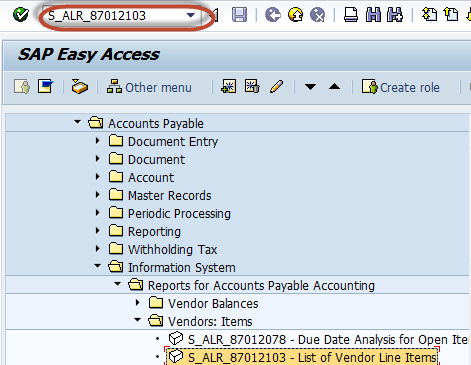 S_ALR_87012103
SAP Easy Access
Other menu
Create role
Accounts Payable
Document Entry
Document
Account
Master Records
Periodic Processing
Reporting
Withholding Tax
Information System
Reports for Accounts Payable Accounting
Vendor Balances
Vendors: Items
S_ALR_87012078 - Due Date Analysis for Open Ite
S_ALR_87012103 - List of Vendor Line Items